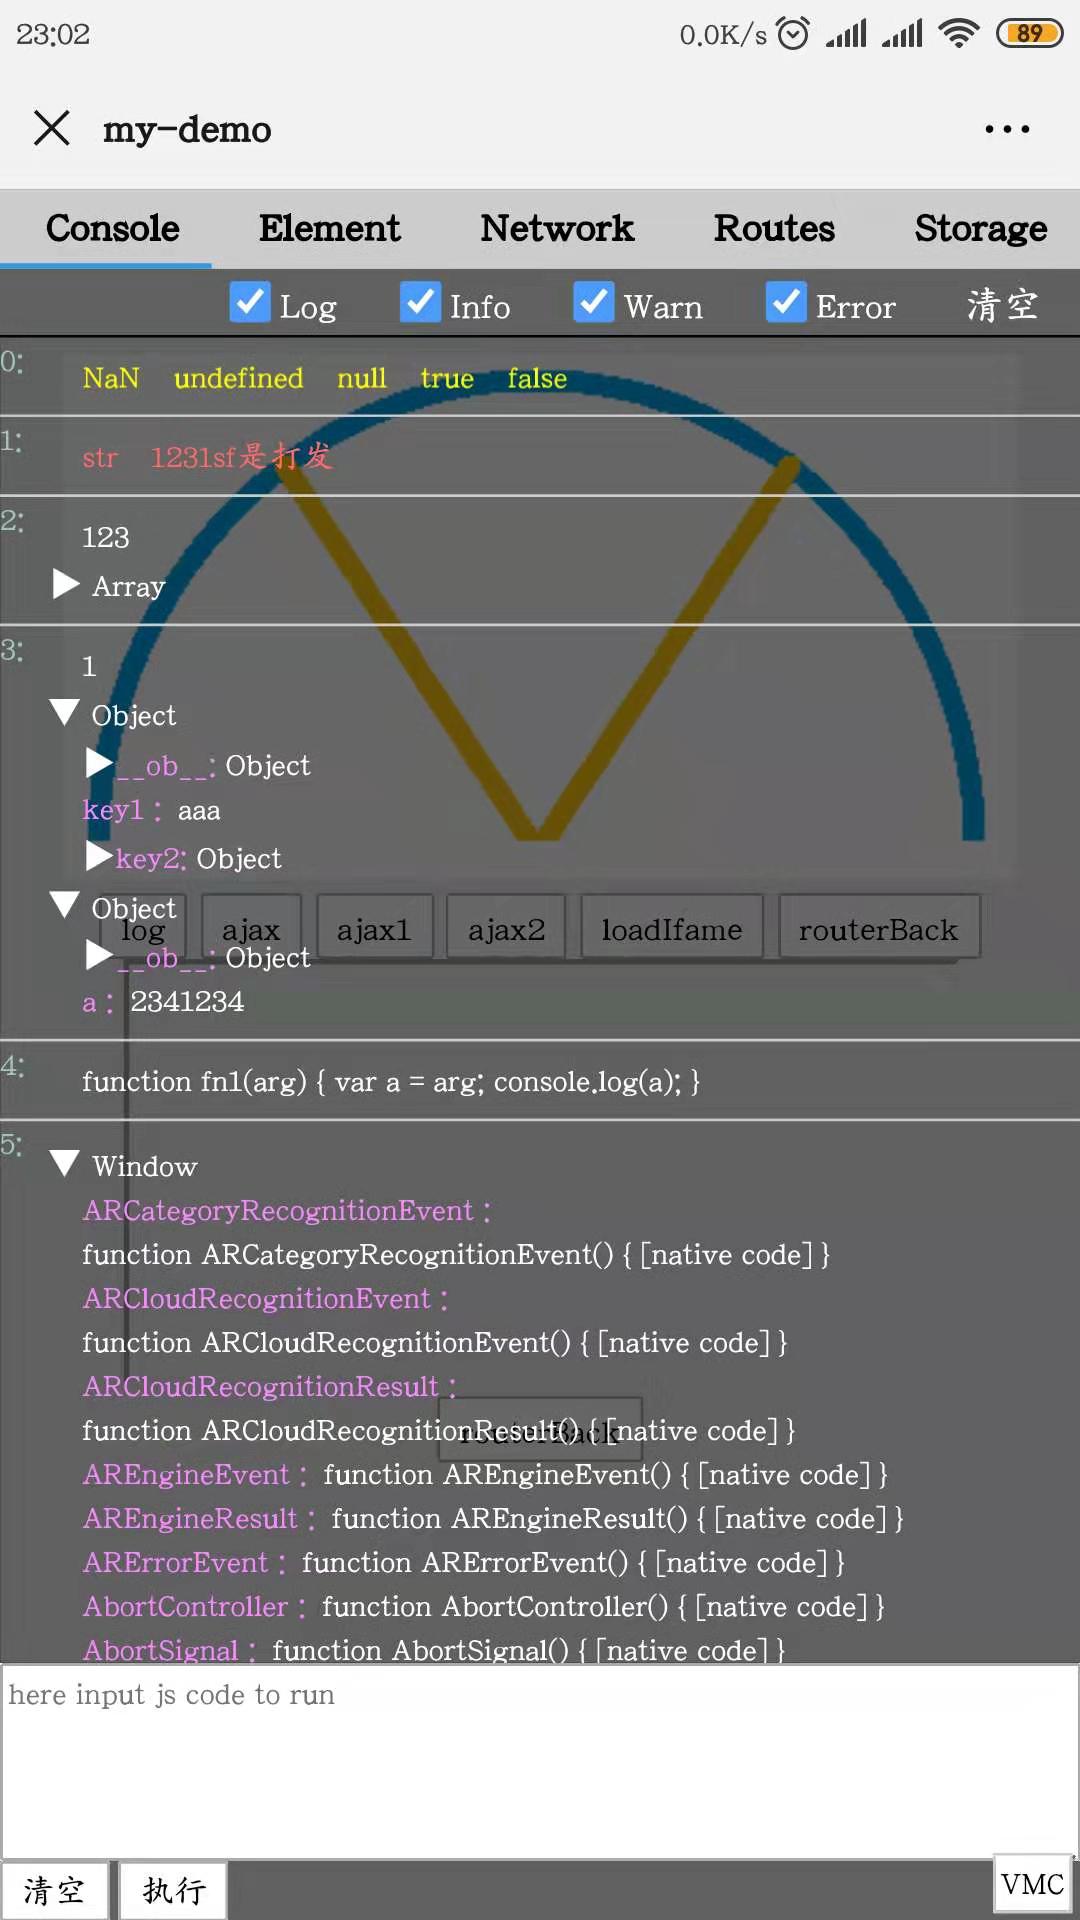 23:02 0.0K/s 89
my-demo
Console Element Network Routes Storage
Log Info Warn Error 清空
0:
NaN undefined null true false
1:
str 1231sf是打发
2:
123
Array
3:
1
Object
__ob__: Object
key1: aaa
key2: Object
Object
log ajax ajax1 ajax2 loadIfame routerBack
__ob__: Object
a: 2341234
4:
function fn1(arg) { var a = arg; console.log(a); }
5:
Window
ARCategoryRecognitionEvent:
function ARCategoryRecognitionEvent() { [native code] }
ARCloudRecognitionEvent:
function ARCloudRecognitionEvent() { [native code] }
ARCloudRecognitionResult:
function ARCloudRecognitionResult() { [native code] }
routerBack
AREngineEvent: function AREngineEvent() { [native code] }
AREngineResult: function AREngineResult() { [native code] }
ARErrorEvent: function ARErrorEvent() { [native code] }
AbortController: function AbortController() { [native code] }
AbortSignal: function AbortSignal() { [native code] }
here input js code to run
清空 执行 VMC